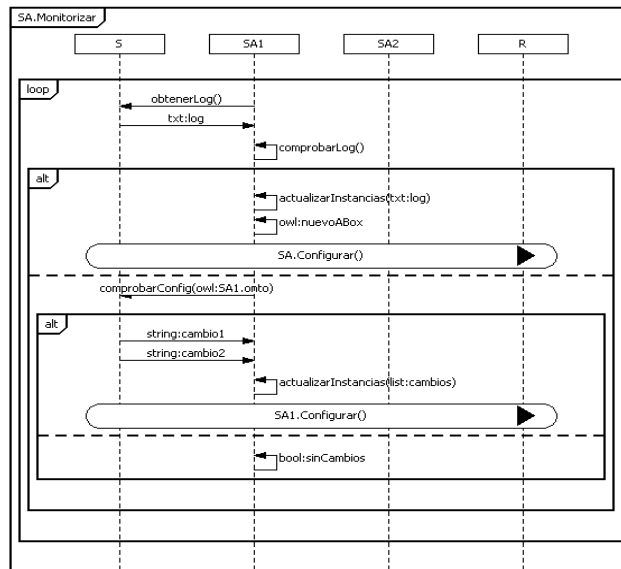 SA.Monitorizar
S
SA1
SA2
R
loop
obtenerLog()
txt:log
comprobarLog()
alt
actualizarInstancias(txt:log)
owl:nuevoABox
SA.Configurar()
comprobarConfig(owl:SA1.onto)
alt
string:cambio1
string:cambio2
actualizarInstancias(list:cambios)
SA1.Configurar()
bool:sinCambios